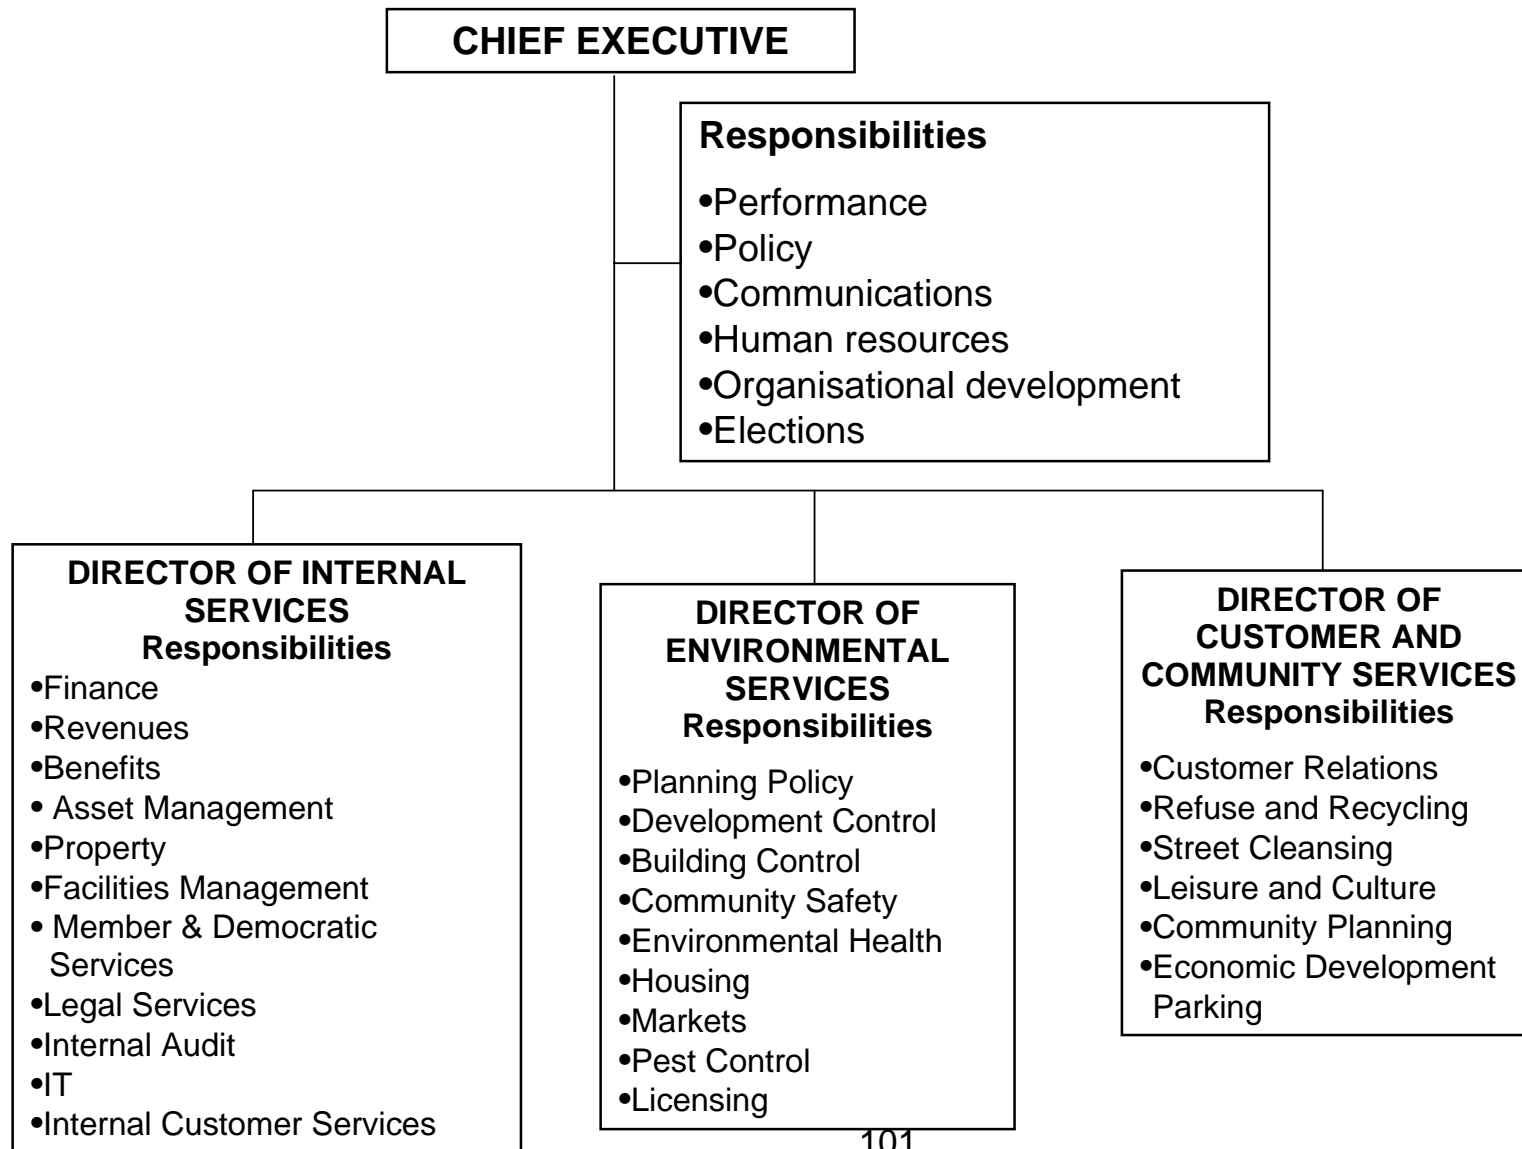 CHIEF EXECUTIVE
Responsibilities
•Performance
•Policy
•Communications
•Human resources
•Organisational development
•Elections
DIRECTOR OF INTERNAL
SERVICES
Responsibilities
•Finance
•Revenues
•Benefits
• Asset Management
•Property
•Facilities Management
• Member & Democratic
Services
•Legal Services
•Internal Audit
•IT
•Internal Customer Services
DIRECTOR OF
ENVIRONMENTAL
SERVICES
Responsibilities
•Planning Policy
•Development Control
•Building Control
•Community Safety
•Environmental Health
•Housing
•Markets
•Pest Control
•Licensing
DIRECTOR OF
CUSTOMER AND
COMMUNITY SERVICES
Responsibilities
•Customer Relations
•Refuse and Recycling
•Street Cleansing
•Leisure and Culture
•Community Planning
•Economic Development
Parking
101